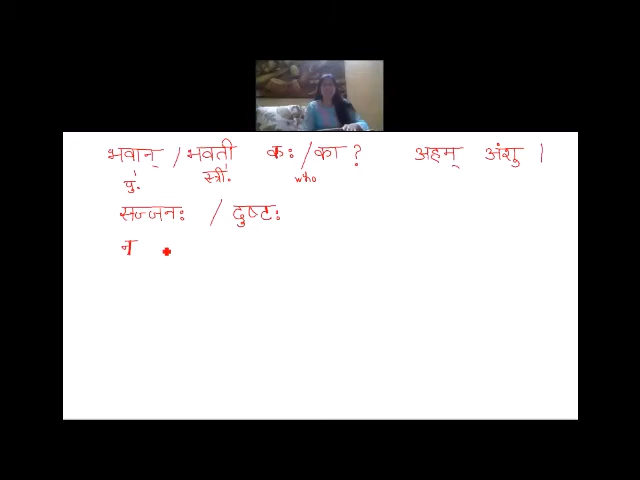 भवान् / भवती कः / का ? अहम् अंशु ।
पुं. स्त्री. who
सज्जनः / दुष्टः
न